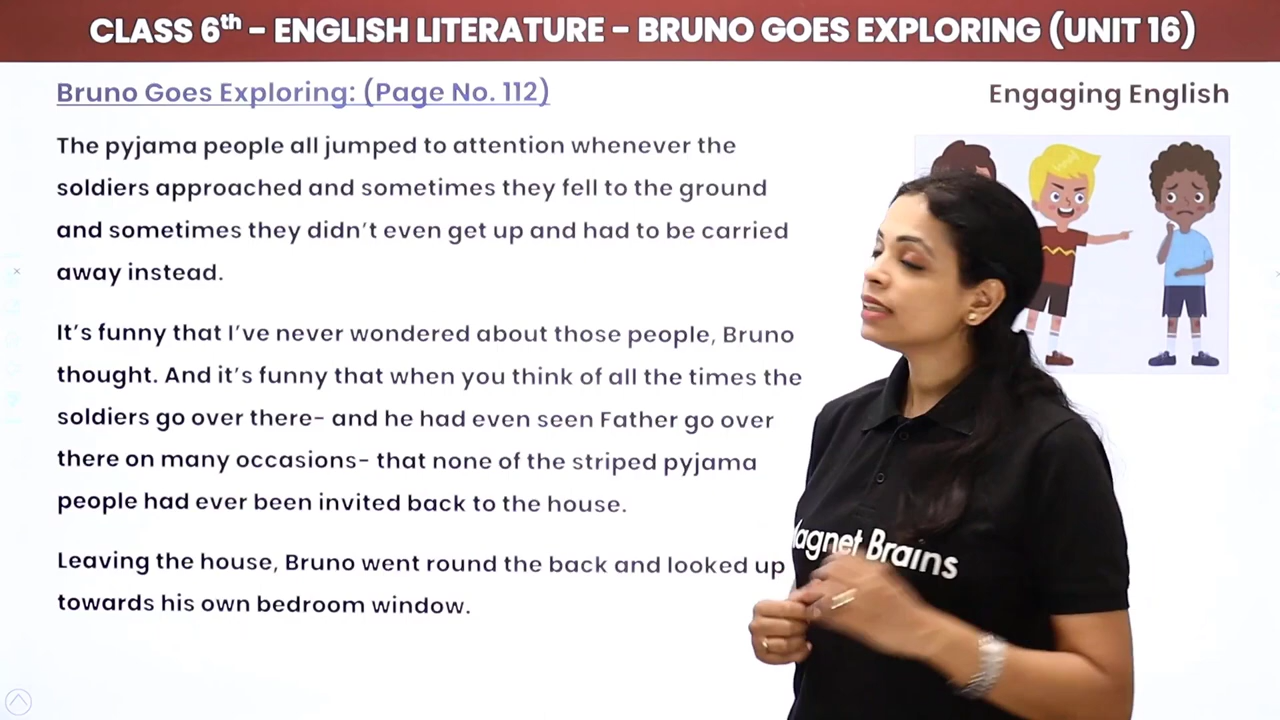 CLASS 6th – ENGLISH LITERATURE – BRUNO GOES EXPLORING (UNIT 16)
Bruno Goes Exploring: (Page No. 112)
Engaging English
The pyjama people all jumped to attention whenever the
soldiers approached and sometimes they fell to the ground
and sometimes they didn't even get up and had to be carried
away instead.
It's funny that I've never wondered about those people, Bruno
thought. And it's funny that when you think of all the times the
soldiers go over there– and he had even seen Father go over
there on many occasions– that none of the striped pyjama
people had ever been invited back to the house.
Leaving the house, Bruno went round the back and looked up
towards his own bedroom window.
Magnet Brains